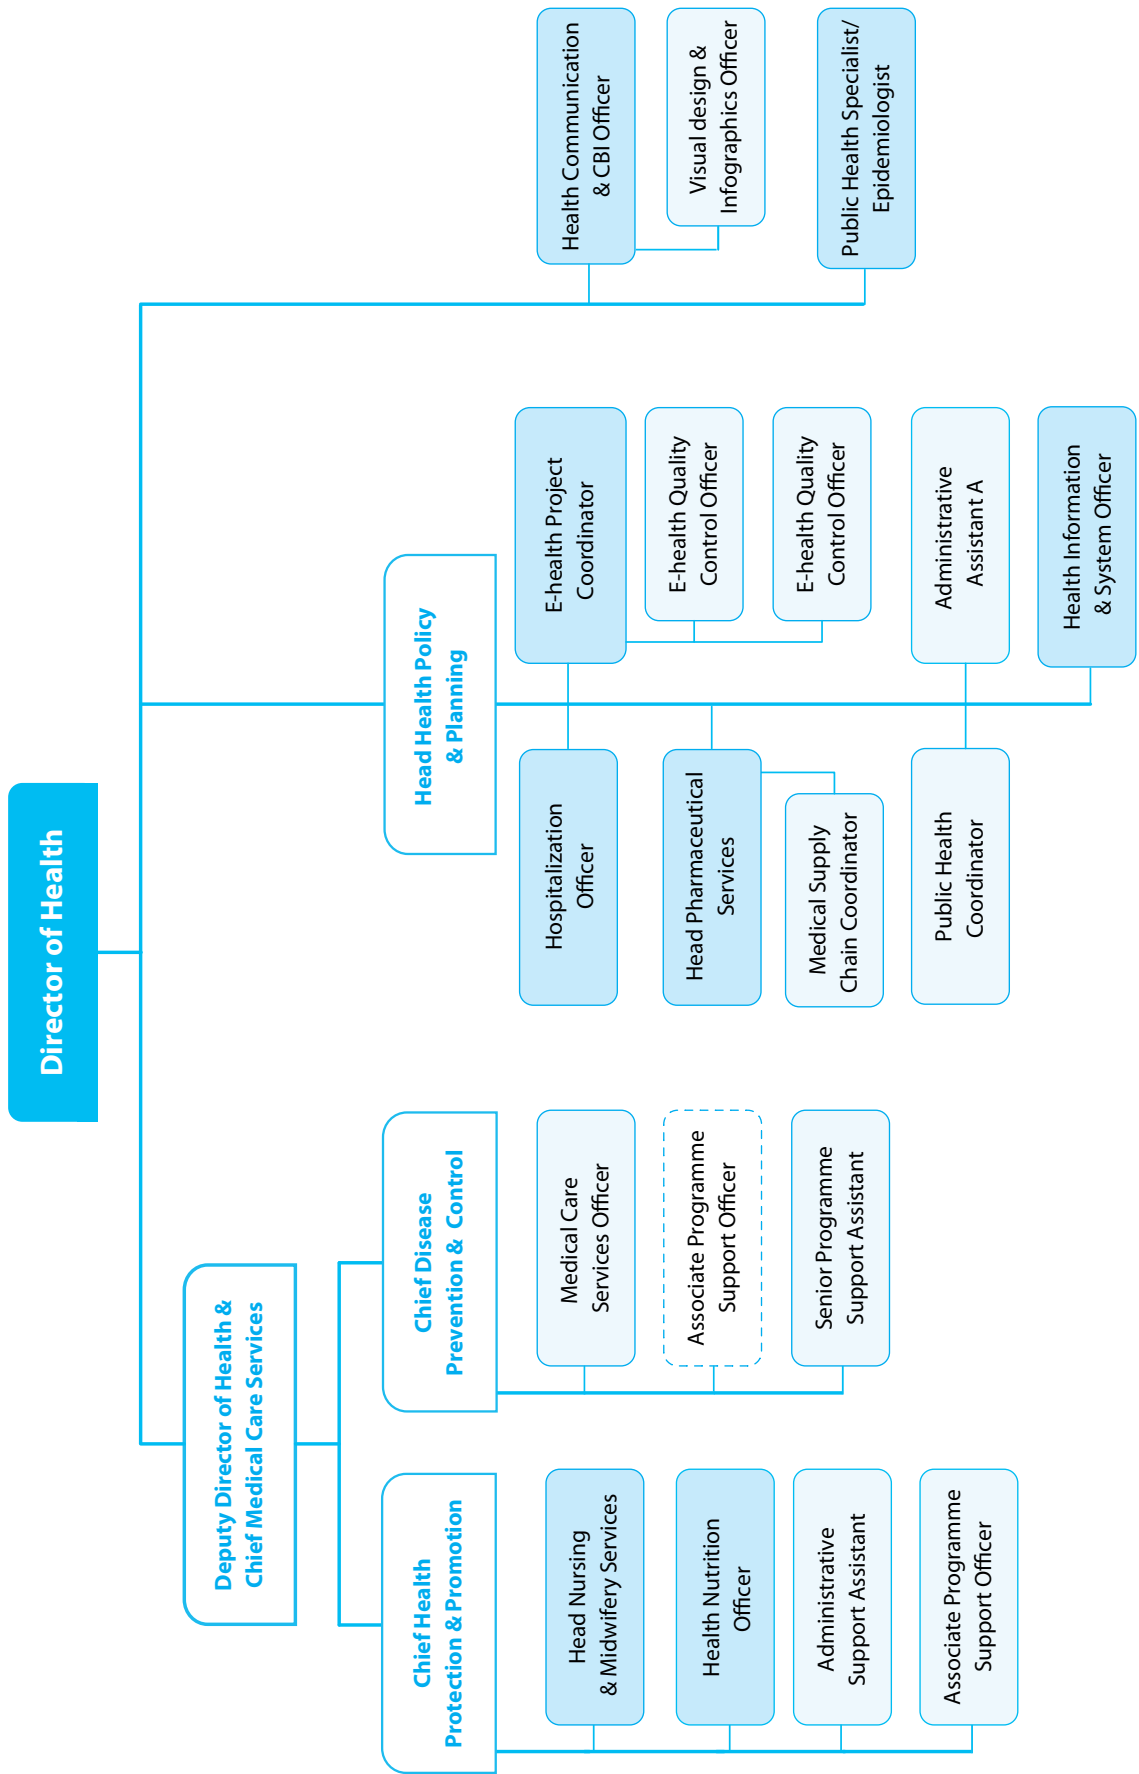 Director of Health
Deputy Director of Health &
Chief Medical Care Services
Chief Health
Protection & Promotion
Head Nursing
& Midwifery Services
Health Nutrition
Officer
Administrative
Support Assistant
Associate Programme
Support Officer
Chief Disease
Prevention & Control
Medical Care
Services Officer
Associate Programme
Support Officer
Senior Programme
Support Assistant
Head Health Policy
& Planning
Hospitalization
Officer
E-health Project
Coordinator
E-health Quality
Control Officer
E-health Quality
Control Officer
Head Pharmaceutical
Services
Medical Supply
Chain Coordinator
Public Health
Coordinator
Administrative
Assistant A
Health Information
& System Officer
Health Communication
& CBI Officer
Visual design &
Infographics Officer
Public Health Specialist/
Epidemiologist